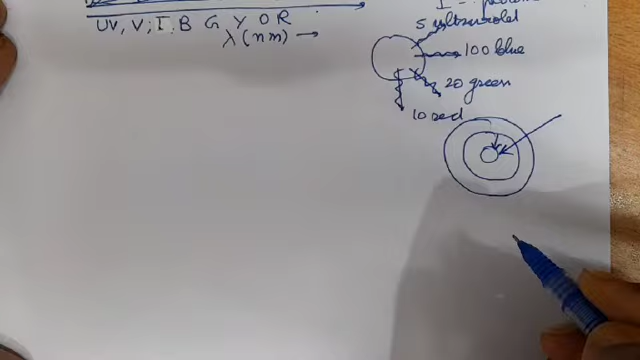 UV, V, I, B G Y O R
λ (nm) →
5 ultraviolet
100 blue
20 green
10 red